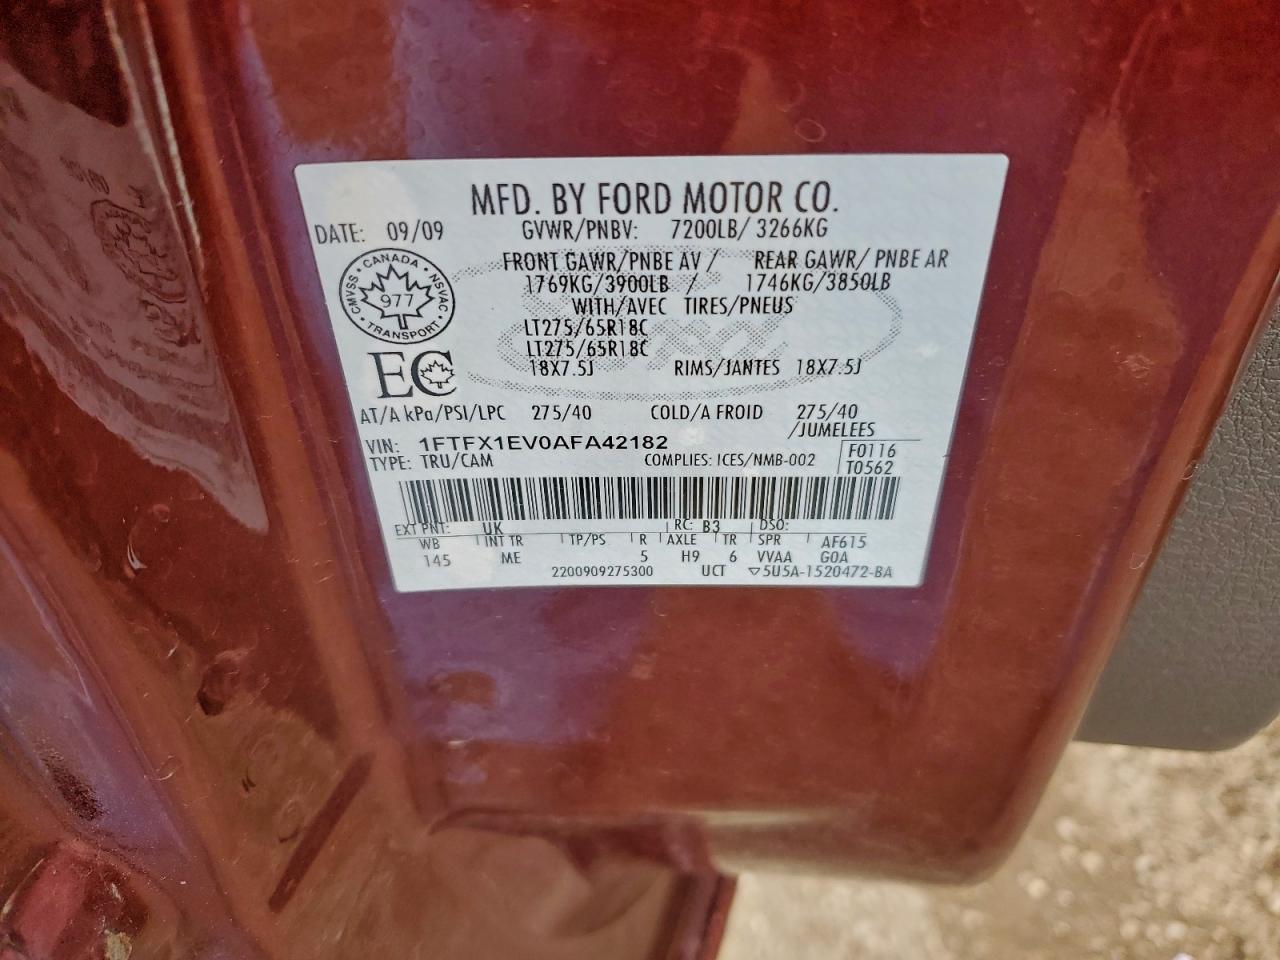 MFD. BY FORD MOTOR CO.
DATE: 09/09 GVWR/PNBV: 7200LB/ 3266KG
FRONT GAWR/PNBE AV / REAR GAWR/ PNBE AR
1769KG/3900LB / 1746KG/3850LB
WITH/AVEC TIRES/PNEUS
LT275/65R18C
LT275/65R18C
18X7.5J RIMS/JANTES 18X7.5J
CANADA · NSVAC · TRANSPORT · CMVSS ·
977
EC
AT/A kPa/PSI/LPC 275/40 COLD/A FROID 275/40
/JUMELEES
VIN: 1FTFX1EV0AFA42182 F0116
TYPE: TRU/CAM COMPLIES: ICES/NMB-002 T0562
EXT PNT: UK RC: B3 DSO:
WB INT TR TP/PS R AXLE TR SPR AF615
145 ME 5 H9 6 VVAA G0A
2200909275300 UCT ▽5U5A-1520472-BA